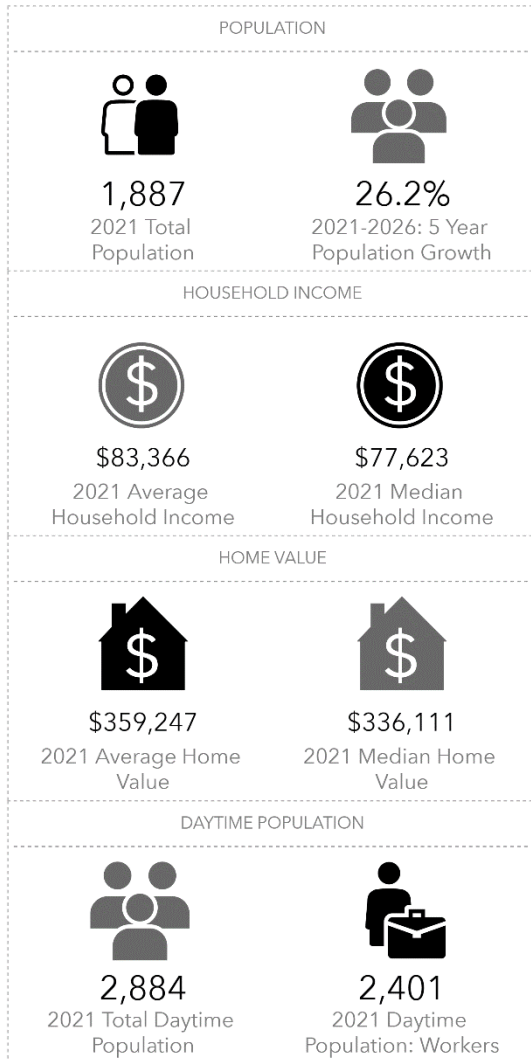 POPULATION
1,887
2021 Total
Population
26.2%
2021-2026: 5 Year
Population Growth
HOUSEHOLD INCOME
$
$83,366
2021 Average
Household Income
$
$77,623
2021 Median
Household Income
HOME VALUE
$
$359,247
2021 Average Home
Value
$
$336,111
2021 Median Home
Value
DAYTIME POPULATION
2,884
2021 Total Daytime
Population
2,401
2021 Daytime
Population: Workers